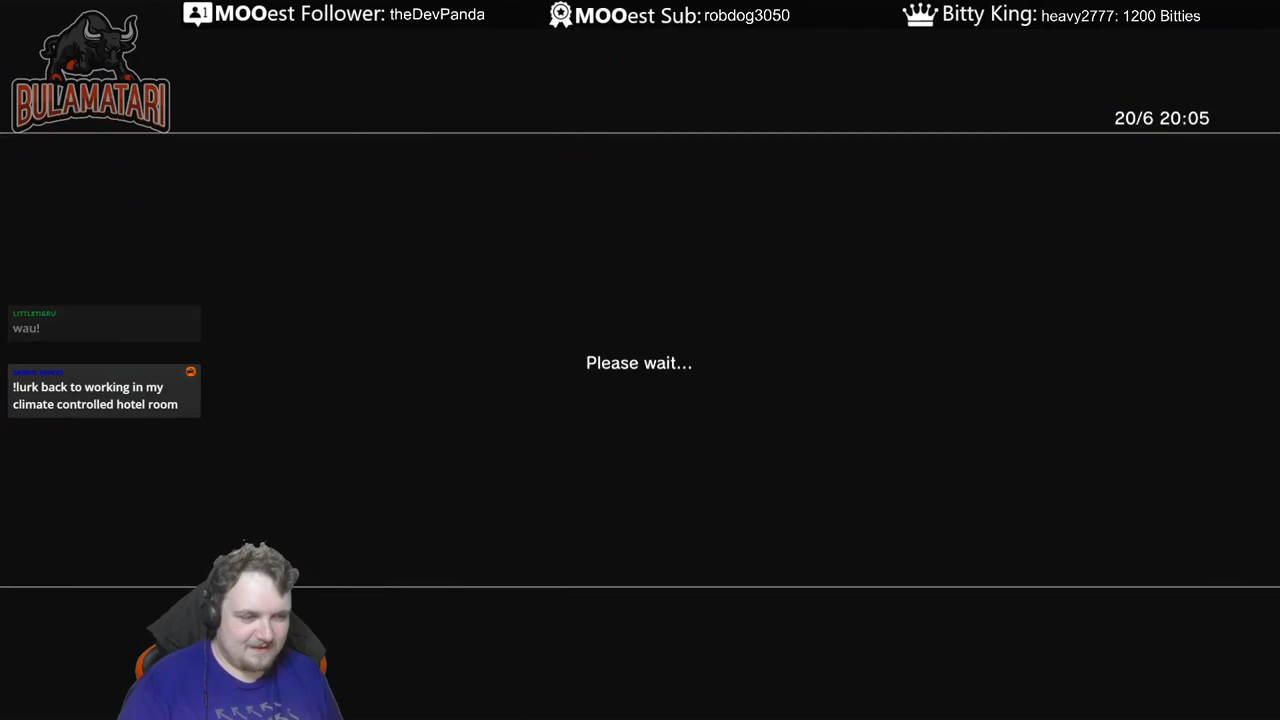 MOOest Follower: theDevPanda
MOOest Sub: robdog3050
Bitty King: heavy2777: 1200 Bitties
BULAMATARI
20/6 20:05
LITTLETIGRU
wau!
!lurk back to working in my
climate controlled hotel room
Please wait...